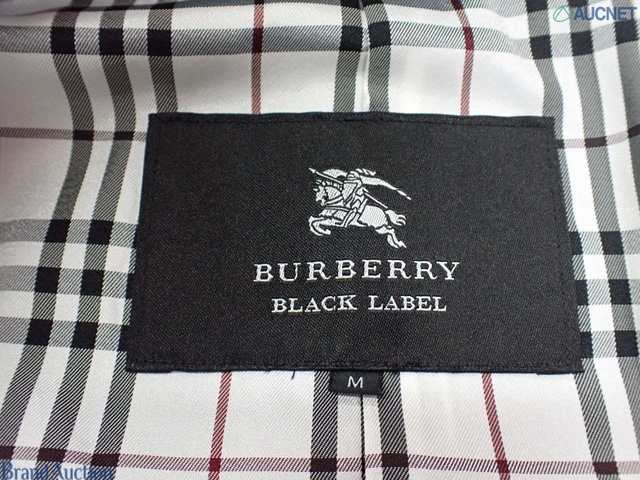 AUCNET
BURBERRY
BLACK LABEL
M
Brand Auction